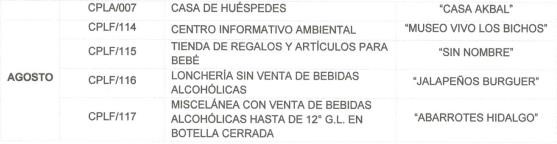 CPLA/007 CASA DE HUÉSPEDES "CASA AKBAL"
CPLF/114 CENTRO INFORMATIVO AMBIENTAL "MUSEO VIVO LOS BICHOS"
CPLF/115 TIENDA DE REGALOS Y ARTÍCULOS PARA BEBÉ "SIN NOMBRE"
AGOSTO
CPLF/116 LONCHERÍA SIN VENTA DE BEBIDAS ALCOHÓLICAS "JALAPEÑOS BURGUER"
CPLF/117 MISCELÁNEA CON VENTA DE BEBIDAS ALCOHÓLICAS HASTA DE 12° G.L. EN BOTELLA CERRADA "ABARROTES HIDALGO"